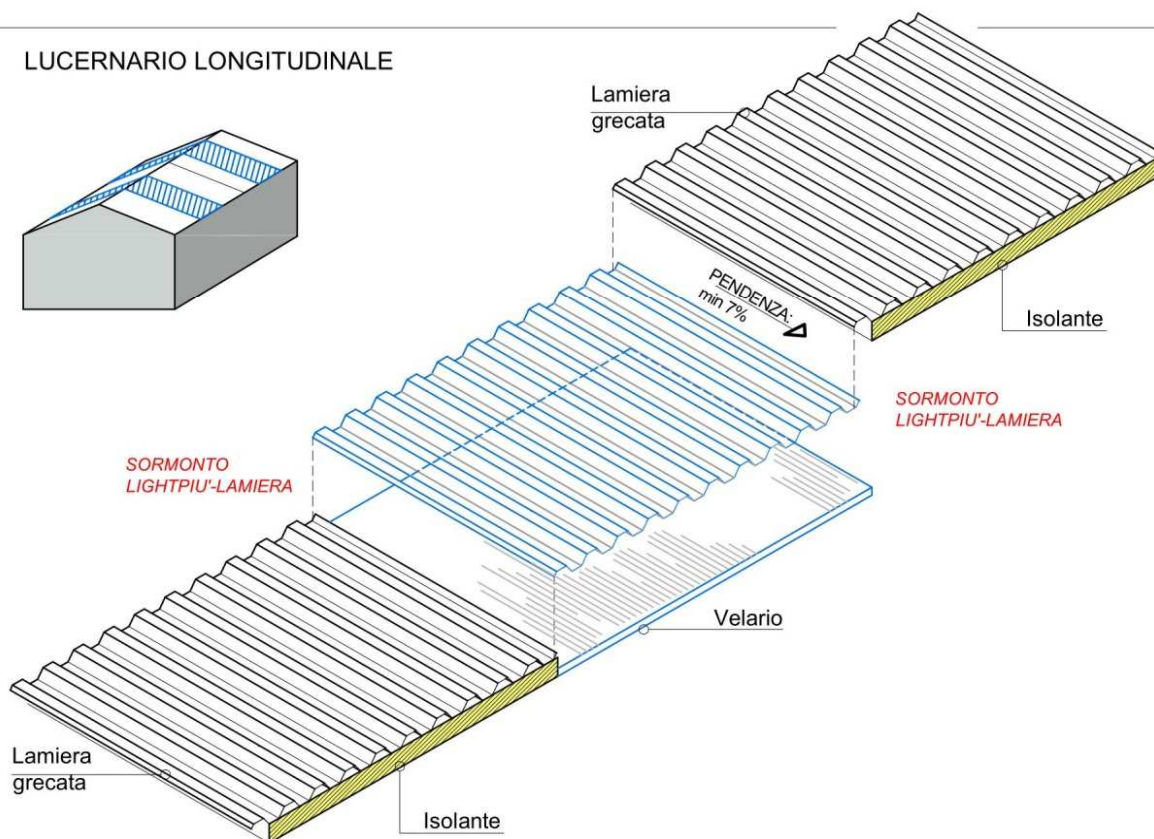 LUCERNARIO LONGITUDINALE
Lamiera
grecata
PENDENZA:
min 7%
Isolante
SORMONTO
LIGHTPIU'-LAMIERA
SORMONTO
LIGHTPIU'-LAMIERA
Velario
Lamiera
grecata
Isolante